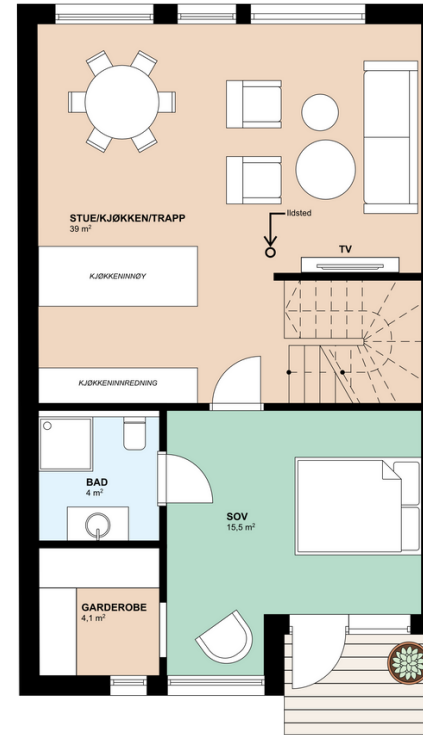 Ildsted
STUE/KJØKKEN/TRAPP
39 m²
TV
KJØKKENINNØY
KJØKKENINNREDNING
BAD
4 m²
SOV
15,5 m²
GARDEROBE
4,1 m²